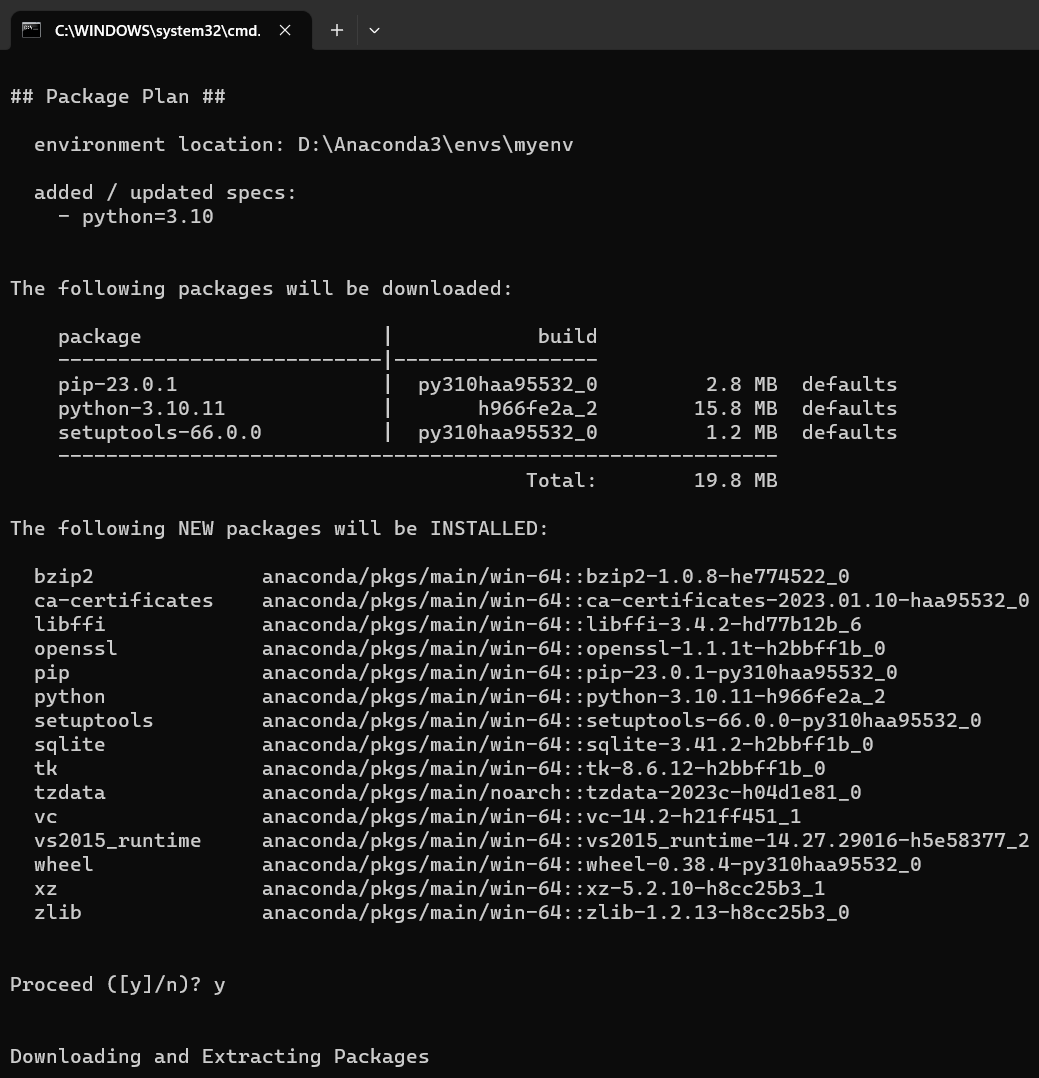 C:\WINDOWS\system32\cmd.
## Package Plan ##
environment location: D:\Anaconda3\envs\myenv
added / updated specs:
- python=3.10
The following packages will be downloaded:
package | build
---------------------------|-----------------
pip-23.0.1 | py310haa95532_0 2.8 MB defaults
python-3.10.11 | h966fe2a_2 15.8 MB defaults
setuptools-66.0.0 | py310haa95532_0 1.2 MB defaults
------------------------------------------------------------
Total: 19.8 MB
The following NEW packages will be INSTALLED:
bzip2 anaconda/pkgs/main/win-64::bzip2-1.0.8-he774522_0
ca-certificates anaconda/pkgs/main/win-64::ca-certificates-2023.01.10-haa95532_0
libffi anaconda/pkgs/main/win-64::libffi-3.4.2-hd77b12b_6
openssl anaconda/pkgs/main/win-64::openssl-1.1.1t-h2bbff1b_0
pip anaconda/pkgs/main/win-64::pip-23.0.1-py310haa95532_0
python anaconda/pkgs/main/win-64::python-3.10.11-h966fe2a_2
setuptools anaconda/pkgs/main/win-64::setuptools-66.0.0-py310haa95532_0
sqlite anaconda/pkgs/main/win-64::sqlite-3.41.2-h2bbff1b_0
tk anaconda/pkgs/main/win-64::tk-8.6.12-h2bbff1b_0
tzdata anaconda/pkgs/main/noarch::tzdata-2023c-h04d1e81_0
vc anaconda/pkgs/main/win-64::vc-14.2-h21ff451_1
vs2015_runtime anaconda/pkgs/main/win-64::vs2015_runtime-14.27.29016-h5e58377_2
wheel anaconda/pkgs/main/win-64::wheel-0.38.4-py310haa95532_0
xz anaconda/pkgs/main/win-64::xz-5.2.10-h8cc25b3_1
zlib anaconda/pkgs/main/win-64::zlib-1.2.13-h8cc25b3_0
Proceed ([y]/n)? y
Downloading and Extracting Packages